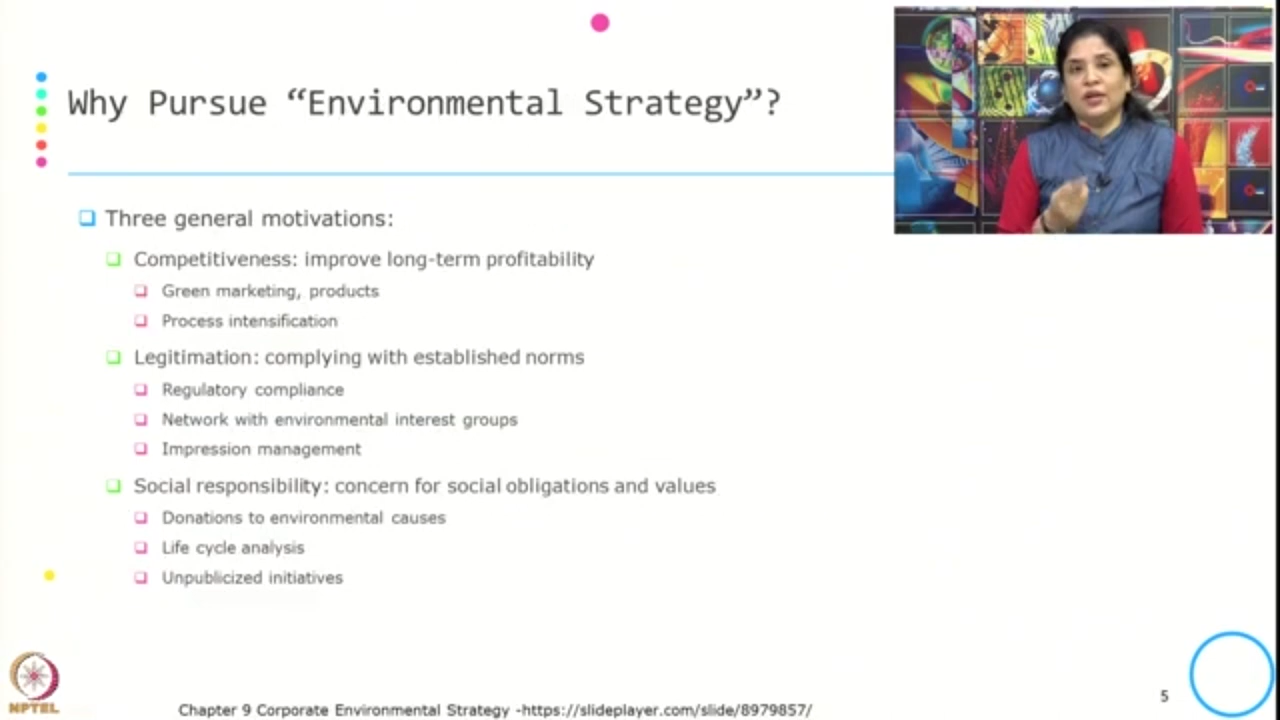 Why Pursue “Environmental Strategy”?
Three general motivations:
Competitiveness: improve long-term profitability
Green marketing, products
Process intensification
Legitimation: complying with established norms
Regulatory compliance
Network with environmental interest groups
Impression management
Social responsibility: concern for social obligations and values
Donations to environmental causes
Life cycle analysis
Unpublicized initiatives
NPTEL
Chapter 9 Corporate Environmental Strategy -https://slideplayer.com/slide/8979857/
5